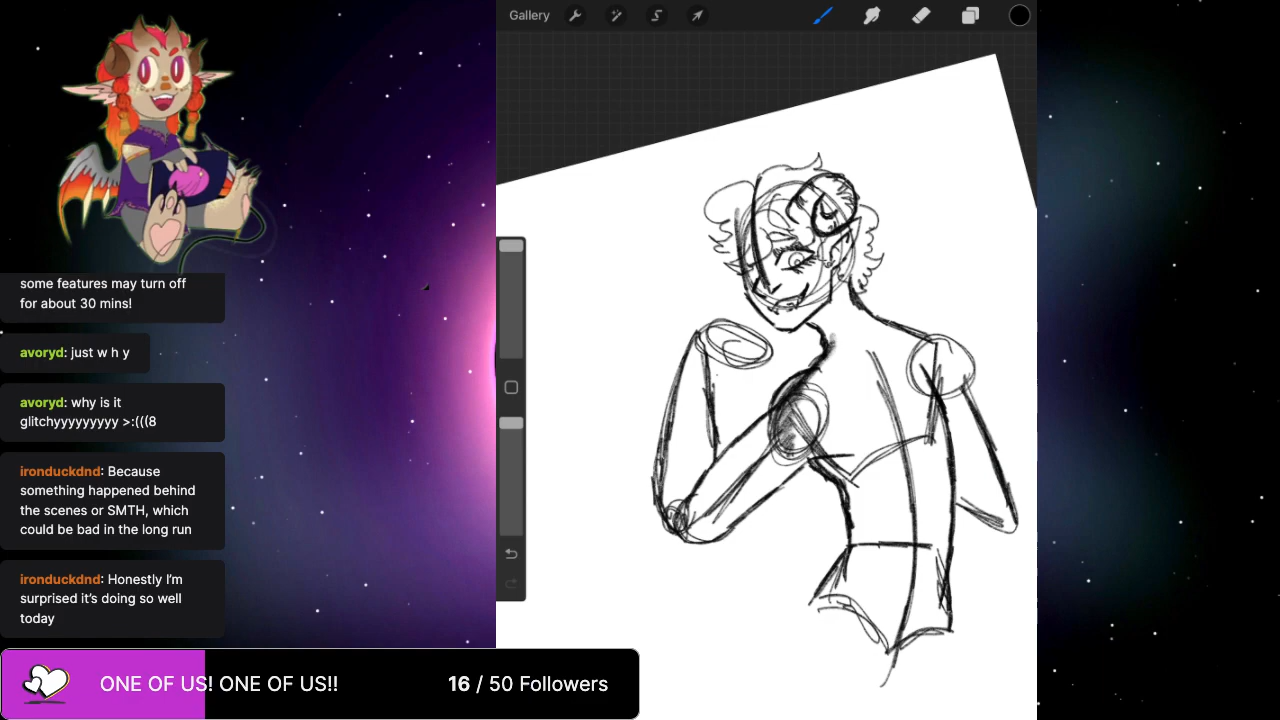 Gallery
some features may turn off
for about 30 mins!
avoryd: just w h y
avoryd: why is it
glitchyyyyyyyyy >:(((8
ironduckdnd: Because
something happened behind
the scenes or SMTH, which
could be bad in the long run
ironduckdnd: Honestly I'm
surprised it's doing so well
today
ONE OF US! ONE OF US!!
16 / 50 Followers